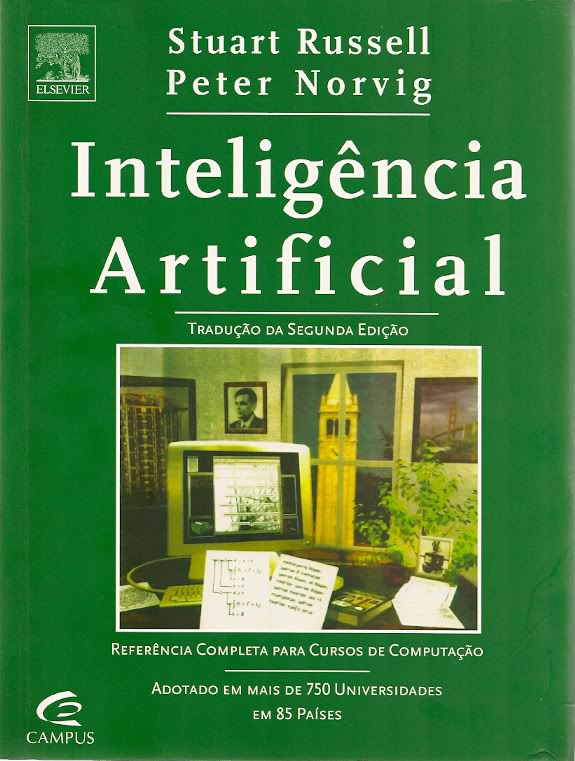 Stuart Russell
Peter Norvig
ELSEVIER
Inteligência
Artificial
TRADUÇÃO DA SEGUNDA EDIÇÃO
REFERÊNCIA COMPLETA PARA CURSOS DE COMPUTAÇÃO
ADOTADO EM MAIS DE 750 UNIVERSIDADES
EM 85 PAÍSES
CAMPUS